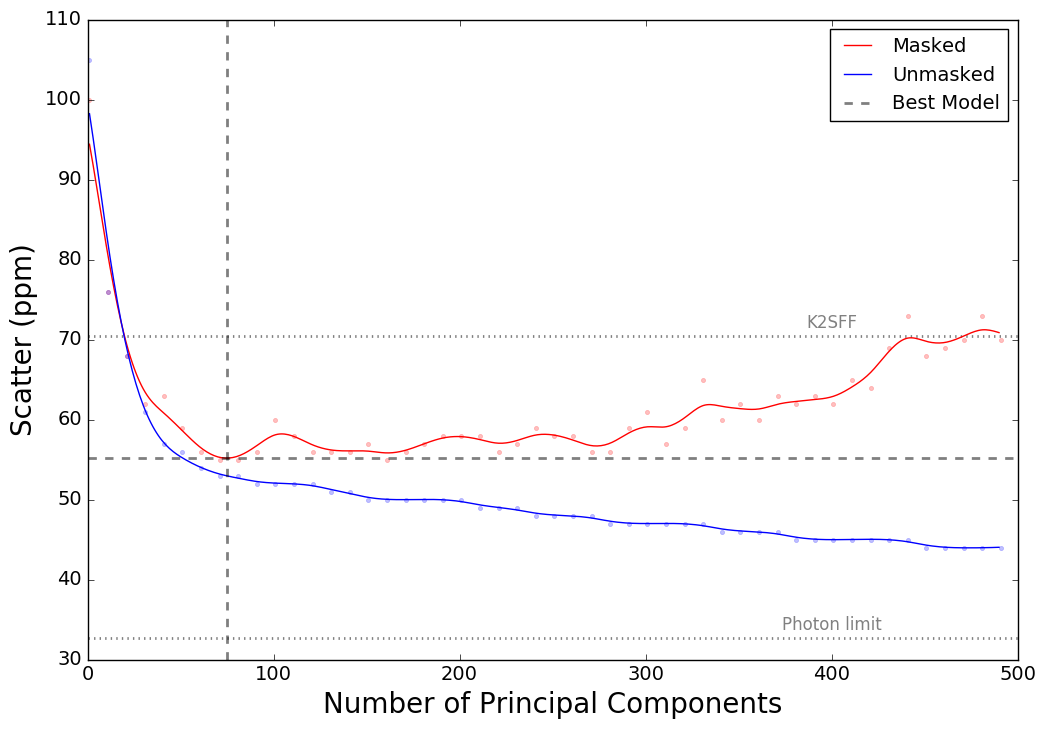 110
100
90
80
70
60
50
40
30
Scatter (ppm)
Masked
Unmasked
Best Model
K2SFF
Photon limit
0 100 200 300 400 500
Number of Principal Components